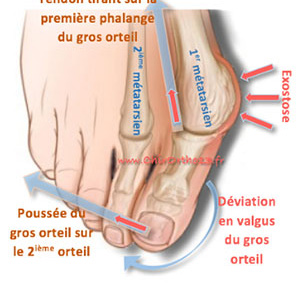 tendon tirant sur la
première phalange
du gros orteil
2ième métatarsien
1er métatarsien
Exostose
Déviation
en valgus
du gros
orteil
Poussée du
gros orteil sur
le 2ième orteil